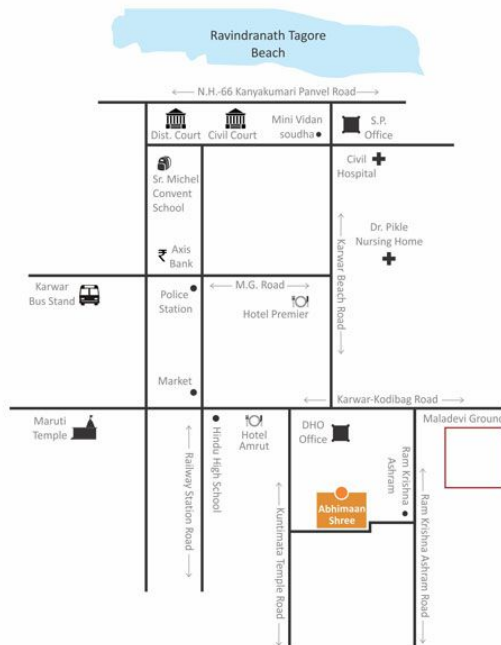 Ravindranath Tagore
Beach
N.H.-66 Kanyakumari Panvel Road
Dist. Court
Civil Court
Mini Vidan
soudha
S.P.
Office
Sr. Michel
Convent
School
Civil
Hospital
Karwar Beach Road
Dr. Pikle
Nursing Home
₹ Axis
Bank
Karwar
Bus Stand
Police
Station
M.G. Road
Hotel Premier
Market
Karwar-Kodibag Road
Maruti
Temple
Railway Station Road
Hindu High School
Hotel
Amrut
Kuntimata Temple Road
DHO
Office
Ram Krishna
Ashram
Maladevi Ground
Abhimaan
Shree
Ram Krishna Ashram Road